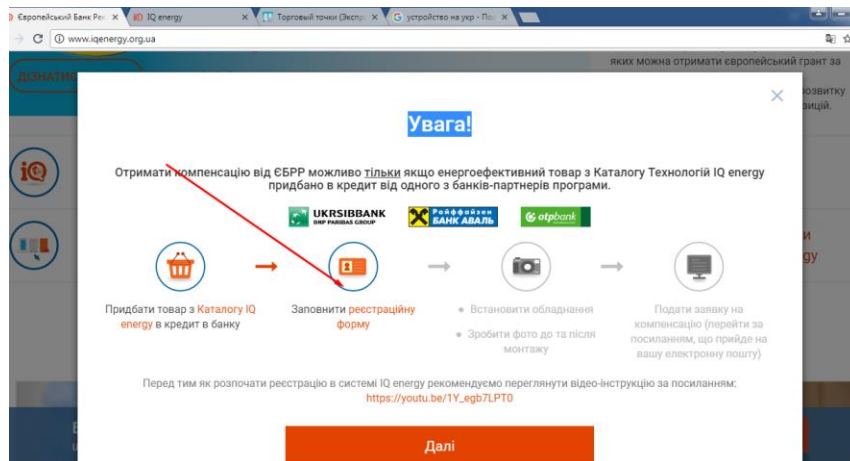 Європейський Банк Рек
IQ energy
Торговый точки (Экспр
устройство на укр - Пои
www.iqenergy.org.ua
яких можна отримати європейський грант за
розвитку
зицій.
ДІЗНАТИС
Увага!
Отримати компенсацію від ЄБРР можливо тільки якщо енергоефективний товар з Каталогу Технологій IQ energy
придбано в кредит від одного з банків-партнерів програми.
UKRSIBBANK
BNP PARIBAS GROUP
Райффайзен
БАНК АВАЛЬ
otpbank
iQ
и
gy
Придбати товар з Каталогу IQ
energy в кредит в банку
Заповнити реєстраційну
форму
Встановити обладнання
Зробити фото до та після
монтажу
Подати заявку на
компенсацію (перейти за
посиланням, що прийде на
вашу електронну пошту)
Перед тим як розпочати реєстрацію в системі IQ energy рекомендуємо переглянути відео-інструкцію за посиланням:
https://youtu.be/1Y_egb7LPT0
Далі